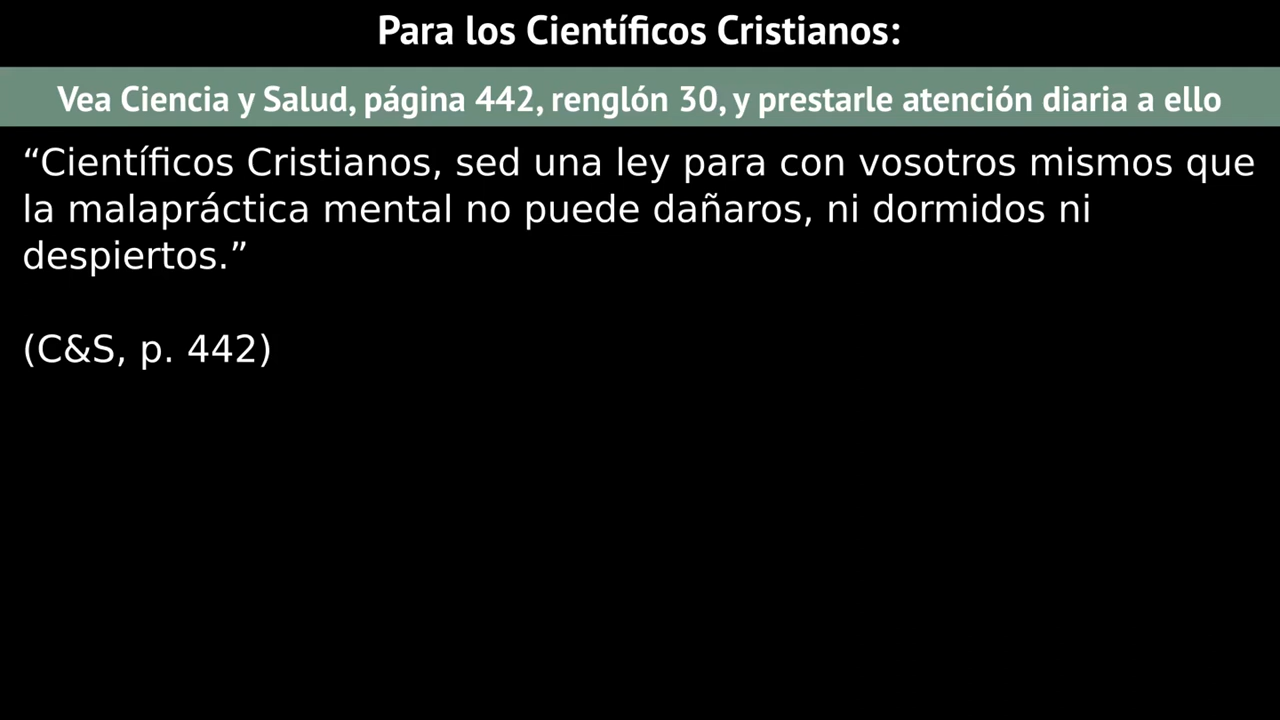 Para los Científicos Cristianos:
Vea Ciencia y Salud, página 442, renglón 30, y prestarle atención diaria a ello
“Científicos Cristianos, sed una ley para con vosotros mismos que
la malapráctica mental no puede dañaros, ni dormidos ni
despiertos.”
(C&S, p. 442)